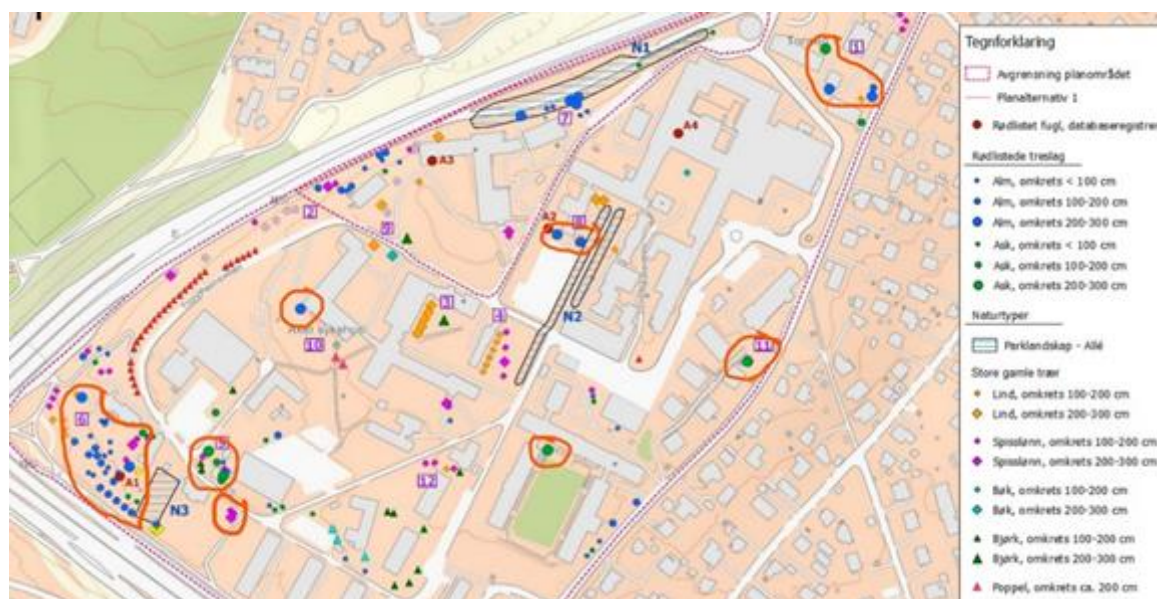 N1
1
Tegnforklaring
Avgrensning planområdet
Planalternativ 1
Rødlistet fugl, databaseregistrer
Rødlistede treslag
Alm, omkrets < 100 cm
Alm, omkrets 100-200 cm
Alm, omkrets 200-300 cm
Ask, omkrets < 100 cm
Ask, omkrets 100-200 cm
Ask, omkrets 200-300 cm
Naturtyper
Parklandskap - Allé
Store gamle trær
Lind, omkrets 100-200 cm
Lind, omkrets 200-300 cm
Spisslønn, omkrets 100-200 cm
Spisslønn, omkrets 200-300 cm
Bøk, omkrets 100-200 cm
Bøk, omkrets 200-300 cm
Bjørk, omkrets 100-200 cm
Bjørk, omkrets 200-300 cm
Poppel, omkrets ca. 200 cm
7
A4
A3
2
A2
8
9
3
4
N2
10
11
6
A1
N3
12